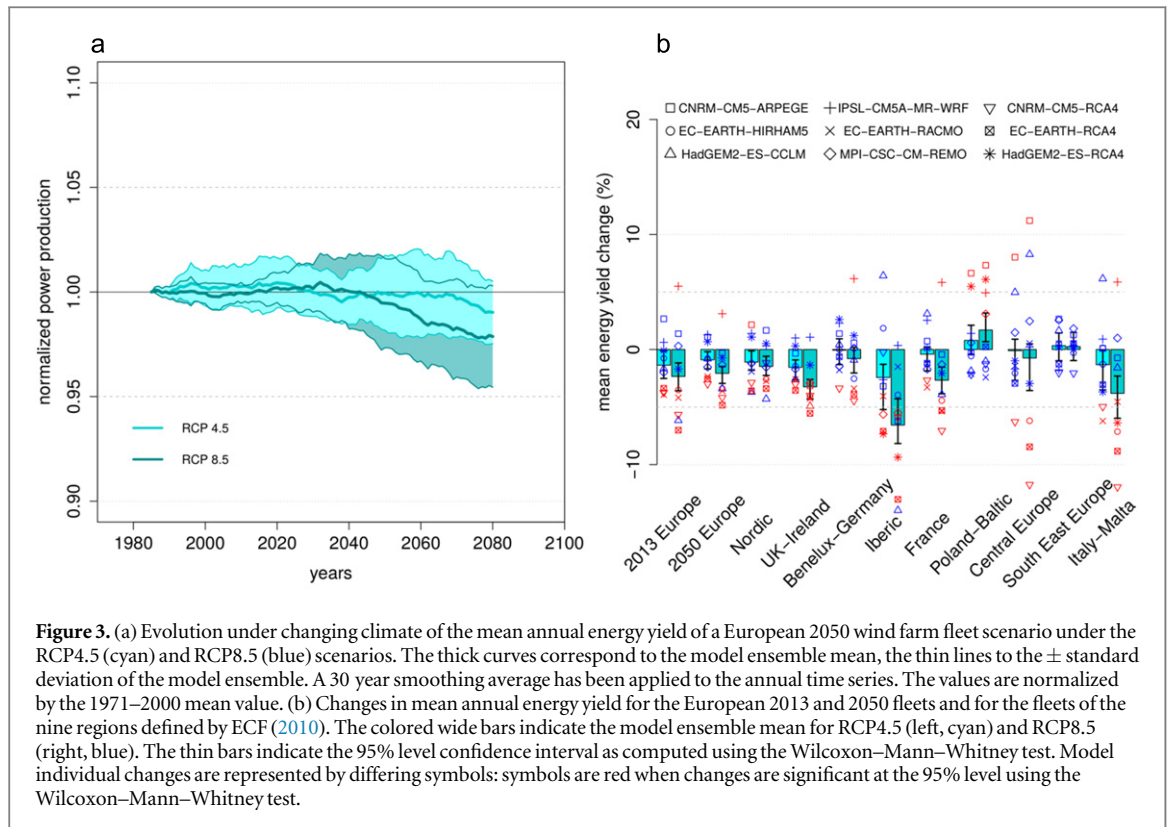 a
b
1.10
1.05
1.00
0.95
0.90
normalized power production
RCP 4.5
RCP 8.5
1980 2000 2020 2040 2060 2080 2100
years
CNRM−CM5−ARPEGE IPSL−CM5A−MR−WRF CNRM−CM5−RCA4
EC−EARTH−HIRHAM5 EC−EARTH−RACMO EC−EARTH−RCA4
HadGEM2−ES−CCLM MPI−CSC−CM−REMO HadGEM2−ES−RCA4
20
10
0
−10
mean energy yield change (%)
2013 Europe
2050 Europe
Nordic
UK−Ireland
Benelux−Germany
Iberic
France
Poland−Baltic
Central Europe
South East Europe
Italy−Malta
Figure 3. (a) Evolution under changing climate of the mean annual energy yield of a European 2050 wind farm fleet scenario under the
RCP4.5 (cyan) and RCP8.5 (blue) scenarios. The thick curves correspond to the model ensemble mean, the thin lines to the ± standard
deviation of the model ensemble. A 30 year smoothing average has been applied to the annual time series. The values are normalized
by the 1971–2000 mean value. (b) Changes in mean annual energy yield for the European 2013 and 2050 fleets and for the fleets of the
nine regions defined by ECF (2010). The colored wide bars indicate the model ensemble mean for RCP4.5 (left, cyan) and RCP8.5
(right, blue). The thin bars indicate the 95% level confidence interval as computed using the Wilcoxon–Mann–Whitney test. Model
individual changes are represented by differing symbols: symbols are red when changes are significant at the 95% level using the
Wilcoxon–Mann–Whitney test.